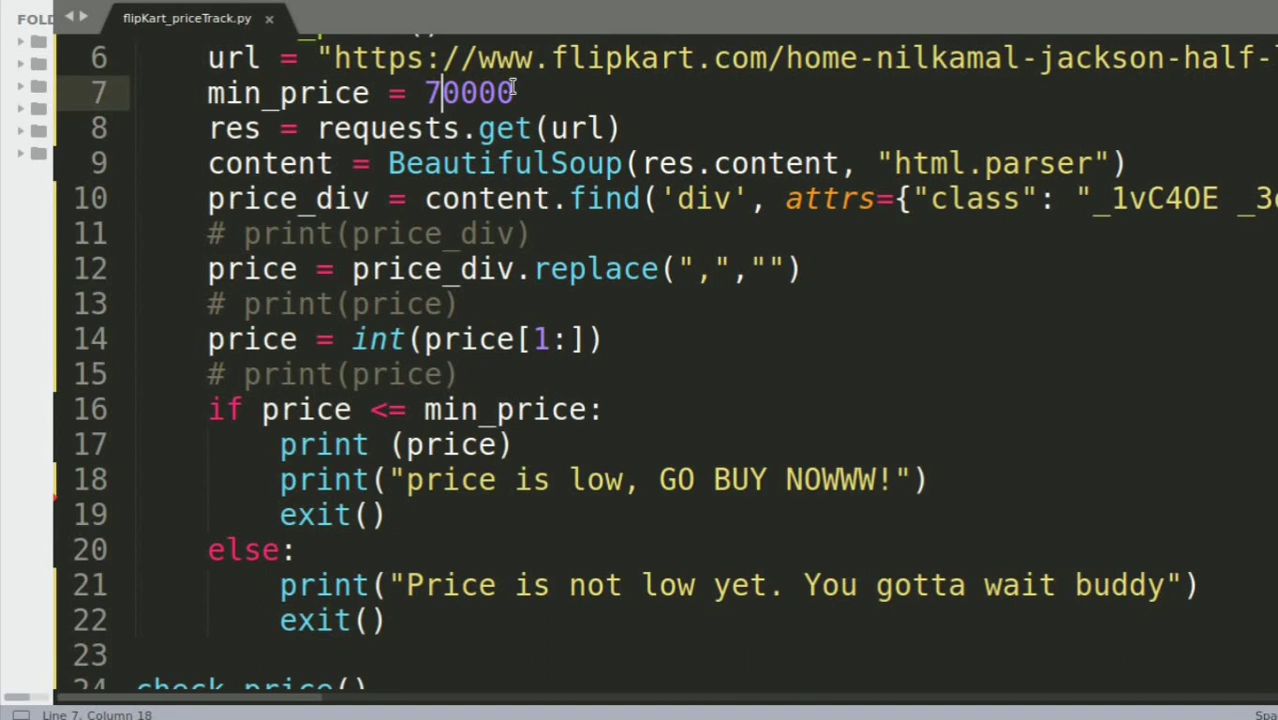 FOLD
flipKart_priceTrack.py ×
6 url = "https://www.flipkart.com/home-nilkamal-jackson-half-
7 min_price = 70000
8 res = requests.get(url)
9 content = BeautifulSoup(res.content, "html.parser")
10 price_div = content.find('div', attrs={"class": "_1vC4OE
11 # print(price_div)
12 price = price_div.replace(",","")
13 # print(price)
14 price = int(price[1:])
15 # print(price)
16 if price <= min_price:
17 print (price)
18 print("price is low, GO BUY NOWWW!")
19 exit()
20 else:
21 print("Price is not low yet. You gotta wait buddy")
22 exit()
23
24 check_price()
Line 7, Column 18